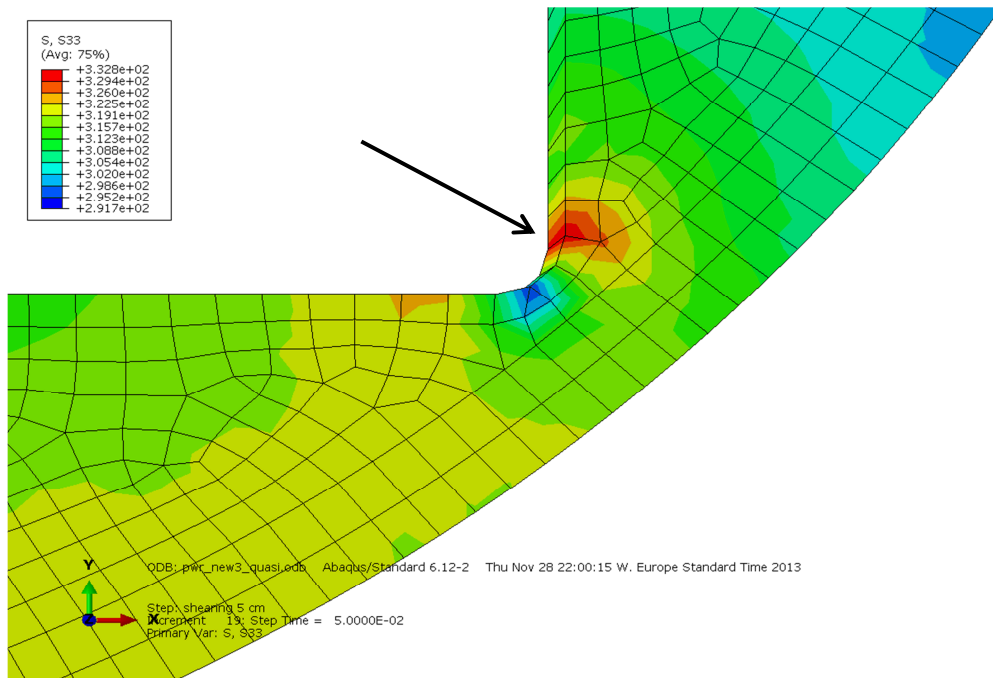 S, S33
(Avg: 75%)
+3.328e+02
+3.294e+02
+3.260e+02
+3.225e+02
+3.191e+02
+3.157e+02
+3.123e+02
+3.088e+02
+3.054e+02
+3.020e+02
+2.986e+02
+2.952e+02
+2.917e+02
Y
ODB: pwr_new3_quasi.odb Abaqus/Standard 6.12-2 Thu Nov 28 22:00:15 W. Europe Standard Time 2013
Step: shearing 5 cm
X
Increment 19: Step Time = 5.0000E-02
Primary Var: S, S33